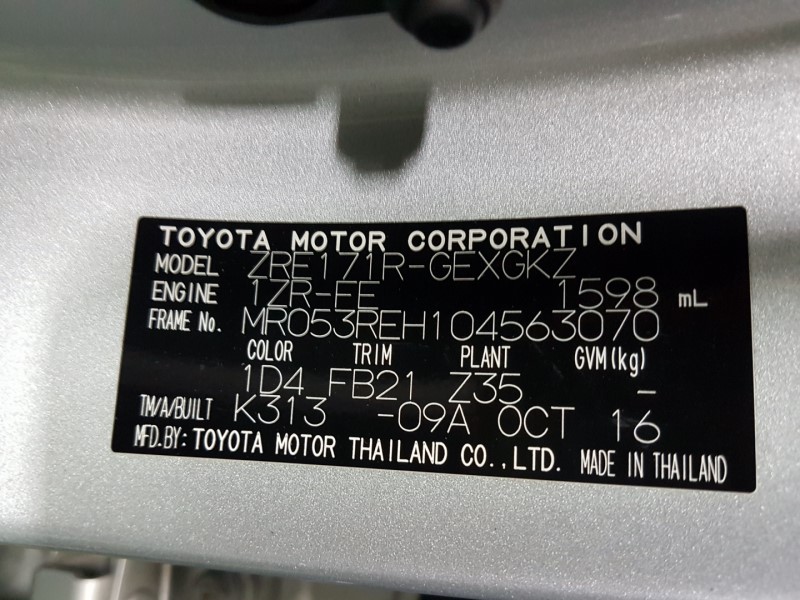 TOYOTA MOTOR CORPORATION
MODEL ZRE171R-GEXGKZ
ENGINE 1ZR-FE 1598 mL
FRAME No. MR053REH104563070
COLOR TRIM PLANT GVM(kg)
1D4 FB21 Z35 -
TM/A/BUILT K313 -09A OCT 16
MFD.BY: TOYOTA MOTOR THAILAND CO.,LTD. MADE IN THAILAND